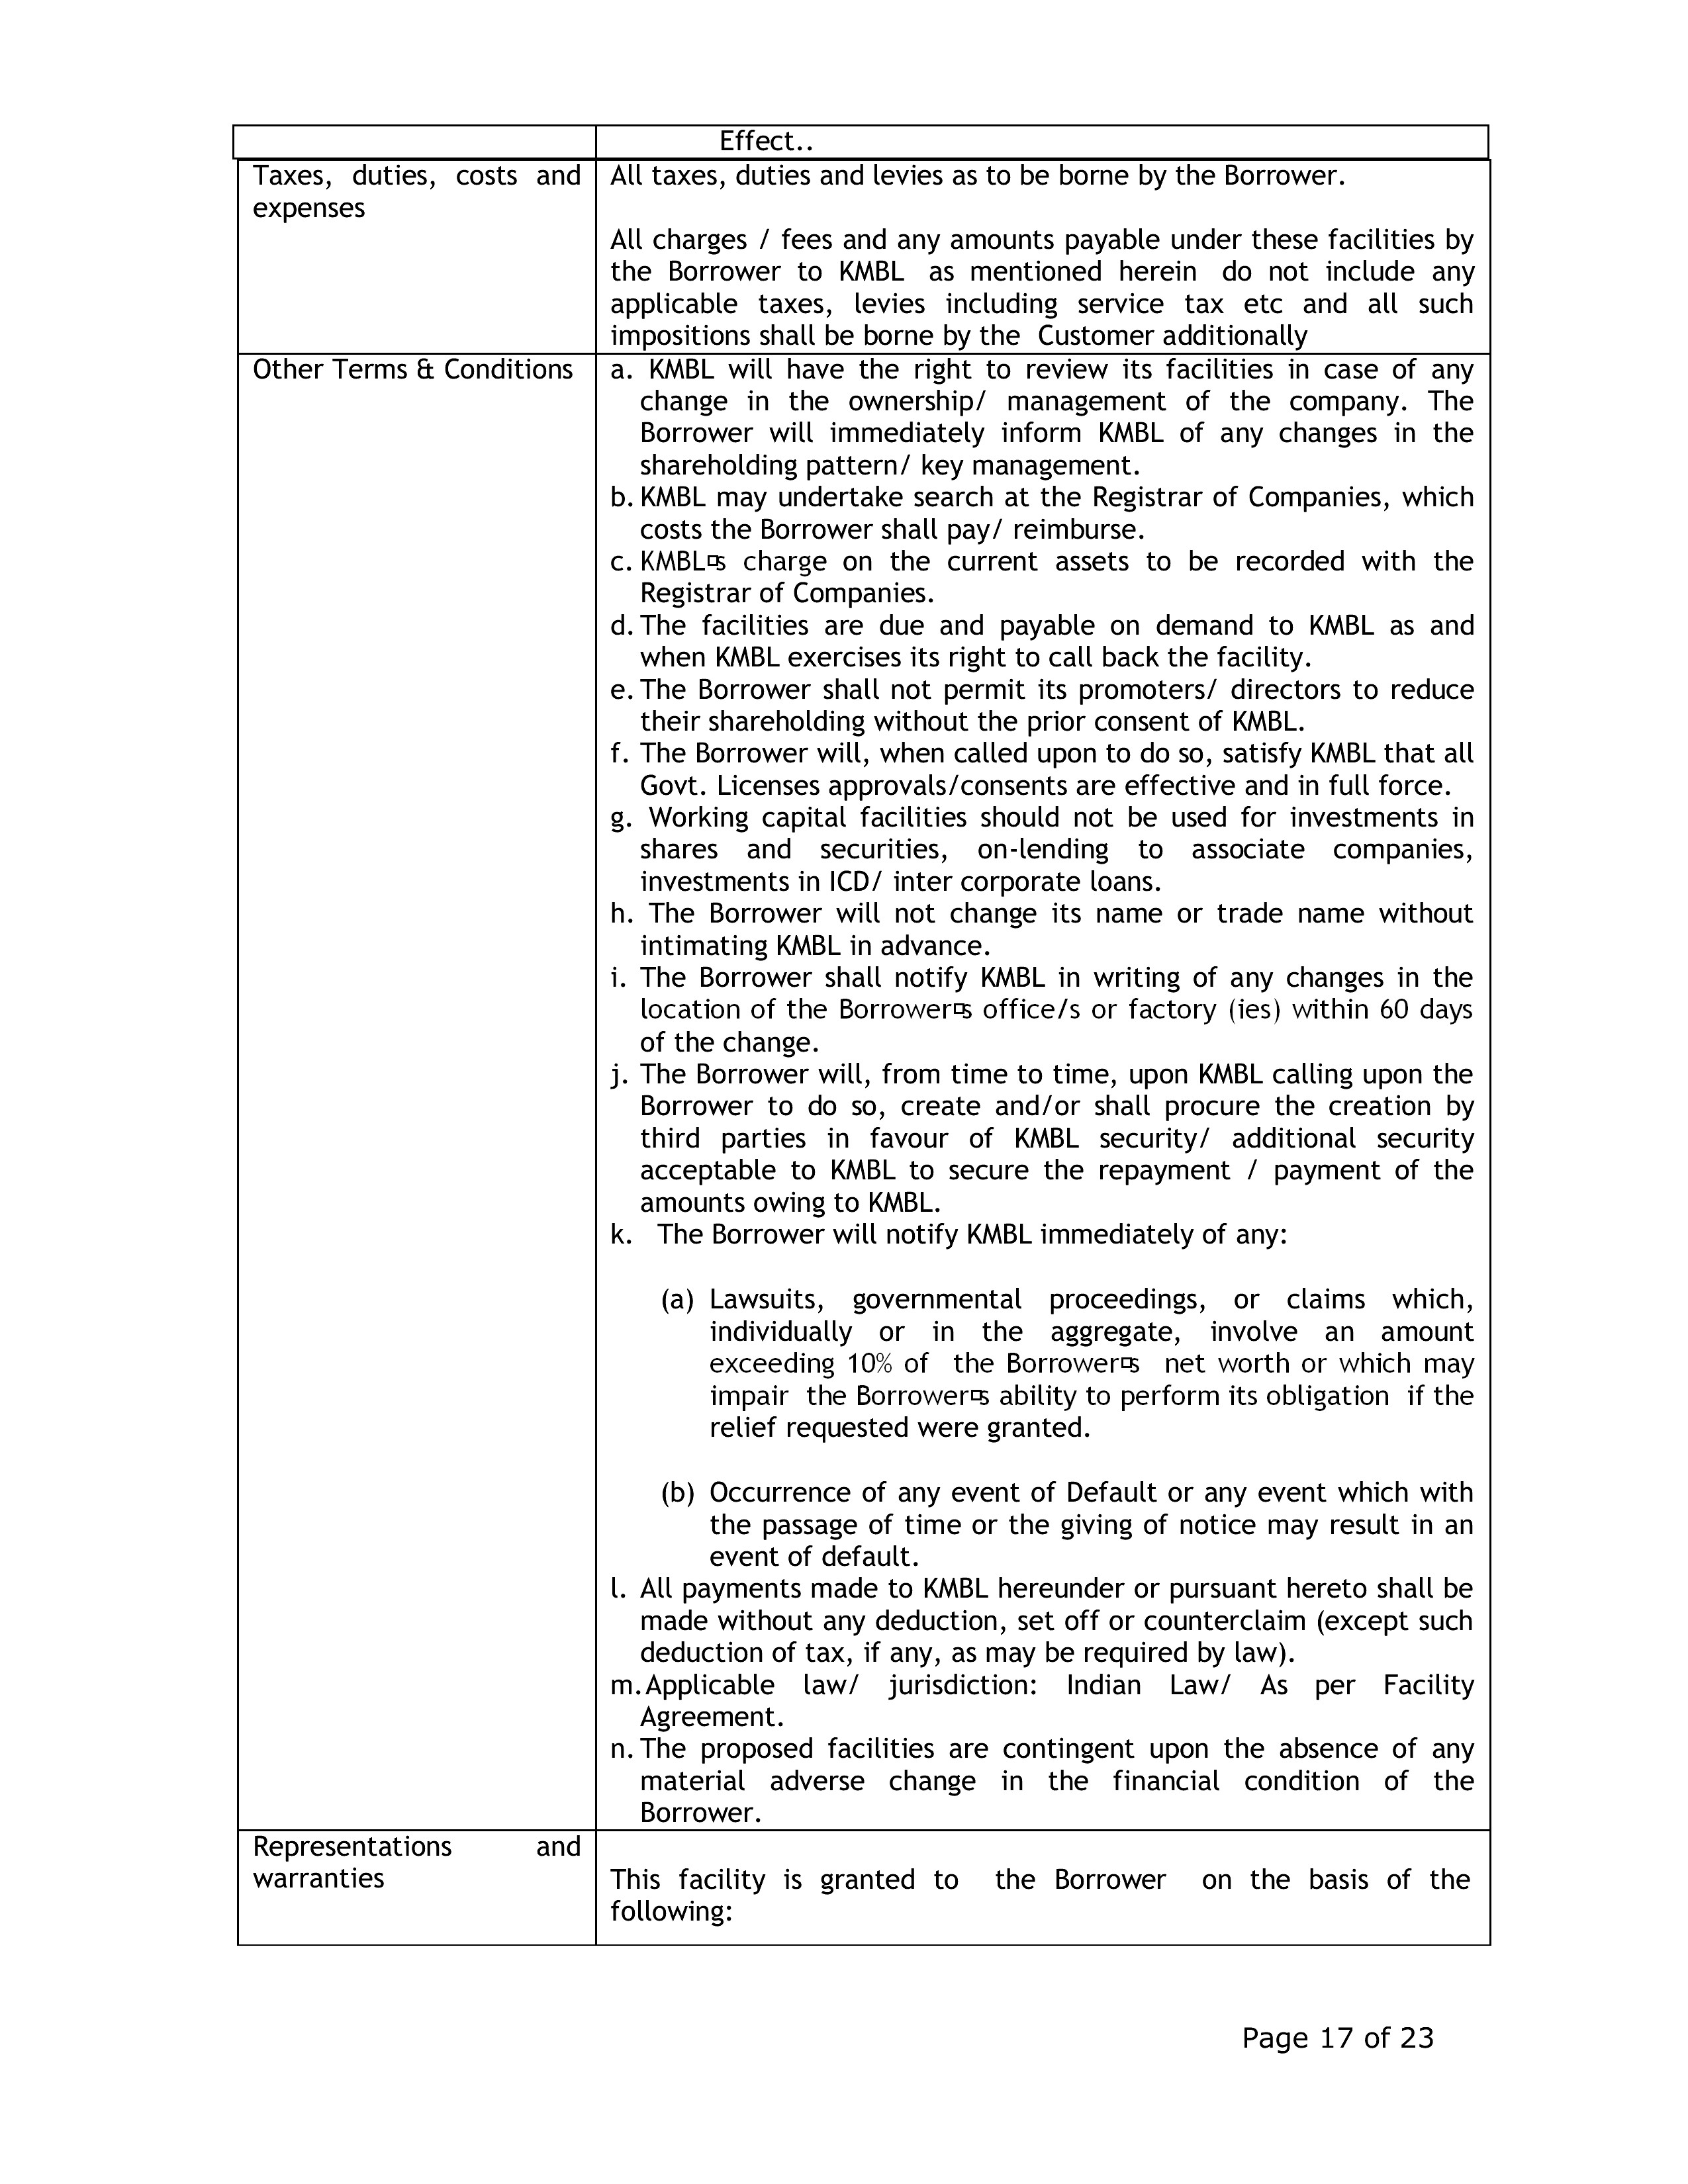 Effect..
Taxes, duties, costs and
expenses
All taxes, duties and levies as to be borne by the Borrower.
All charges / fees and any amounts payable under these facilities by
the Borrower to KMBL as mentioned herein do not include any
applicable taxes, levies including service tax etc and all such
impositions shall be borne by the Customer additionally
Other Terms & Conditions
a. KMBL will have the right to review its facilities in case of any
change in the ownership/ management of the company. The
Borrower will immediately inform KMBL of any changes in the
shareholding pattern/ key management.
b. KMBL may undertake search at the Registrar of Companies, which
costs the Borrower shall pay/ reimburse.
c. KMBL□s charge on the current assets to be recorded with the
Registrar of Companies.
d. The facilities are due and payable on demand to KMBL as and
when KMBL exercises its right to call back the facility.
e. The Borrower shall not permit its promoters/ directors to reduce
their shareholding without the prior consent of KMBL.
f. The Borrower will, when called upon to do so, satisfy KMBL that all
Govt. Licenses approvals/consents are effective and in full force.
g. Working capital facilities should not be used for investments in
shares and securities, on-lending to associate companies,
investments in ICD/ inter corporate loans.
h. The Borrower will not change its name or trade name without
intimating KMBL in advance.
i. The Borrower shall notify KMBL in writing of any changes in the
location of the Borrower□s office/s or factory (ies) within 60 days
of the change.
j. The Borrower will, from time to time, upon KMBL calling upon the
Borrower to do so, create and/or shall procure the creation by
third parties in favour of KMBL security/ additional security
acceptable to KMBL to secure the repayment / payment of the
amounts owing to KMBL.
k. The Borrower will notify KMBL immediately of any:
(a) Lawsuits, governmental proceedings, or claims which,
individually or in the aggregate, involve an amount
exceeding 10% of the Borrower□s net worth or which may
impair the Borrower□s ability to perform its obligation if the
relief requested were granted.
(b) Occurrence of any event of Default or any event which with
the passage of time or the giving of notice may result in an
event of default.
l. All payments made to KMBL hereunder or pursuant hereto shall be
made without any deduction, set off or counterclaim (except such
deduction of tax, if any, as may be required by law).
m. Applicable law/ jurisdiction: Indian Law/ As per Facility
Agreement.
n. The proposed facilities are contingent upon the absence of any
material adverse change in the financial condition of the
Borrower.
Representations and
warranties
This facility is granted to the Borrower on the basis of the
following:
Page 17 of 23